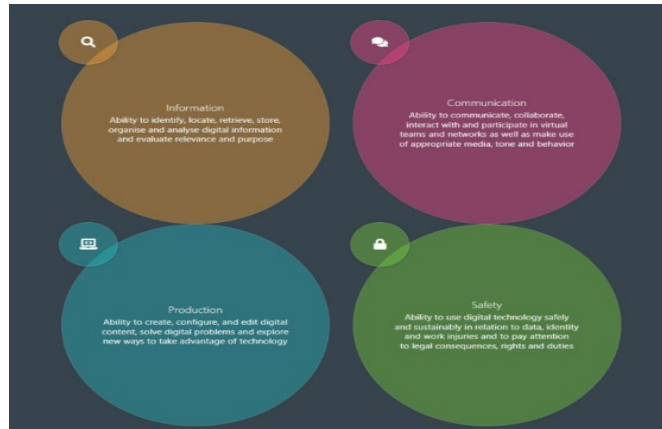 Information
Ability to identify, locate, retrieve, store,
organise and analyse digital information
and evaluate relevance and purpose
Communication
Ability to communicate, collaborate,
interact with and participate in virtual
teams and networks as well as make use
of appropriate media, tone and behavior
Production
Ability to create, configure, and edit digital
content, solve digital problems and explore
new ways to take advantage of technology
Safety
Ability to use digital technology safely
and sustainably in relation to data, identity
and work injuries and to pay attention
to legal consequences, rights and duties